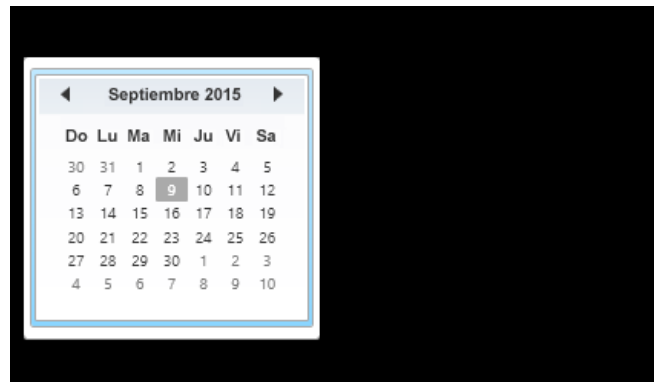 Septiembre 2015
Do Lu Ma Mi Ju Vi Sa
30 31 1 2 3 4 5
6 7 8 9 10 11 12
13 14 15 16 17 18 19
20 21 22 23 24 25 26
27 28 29 30 1 2 3
4 5 6 7 8 9 10